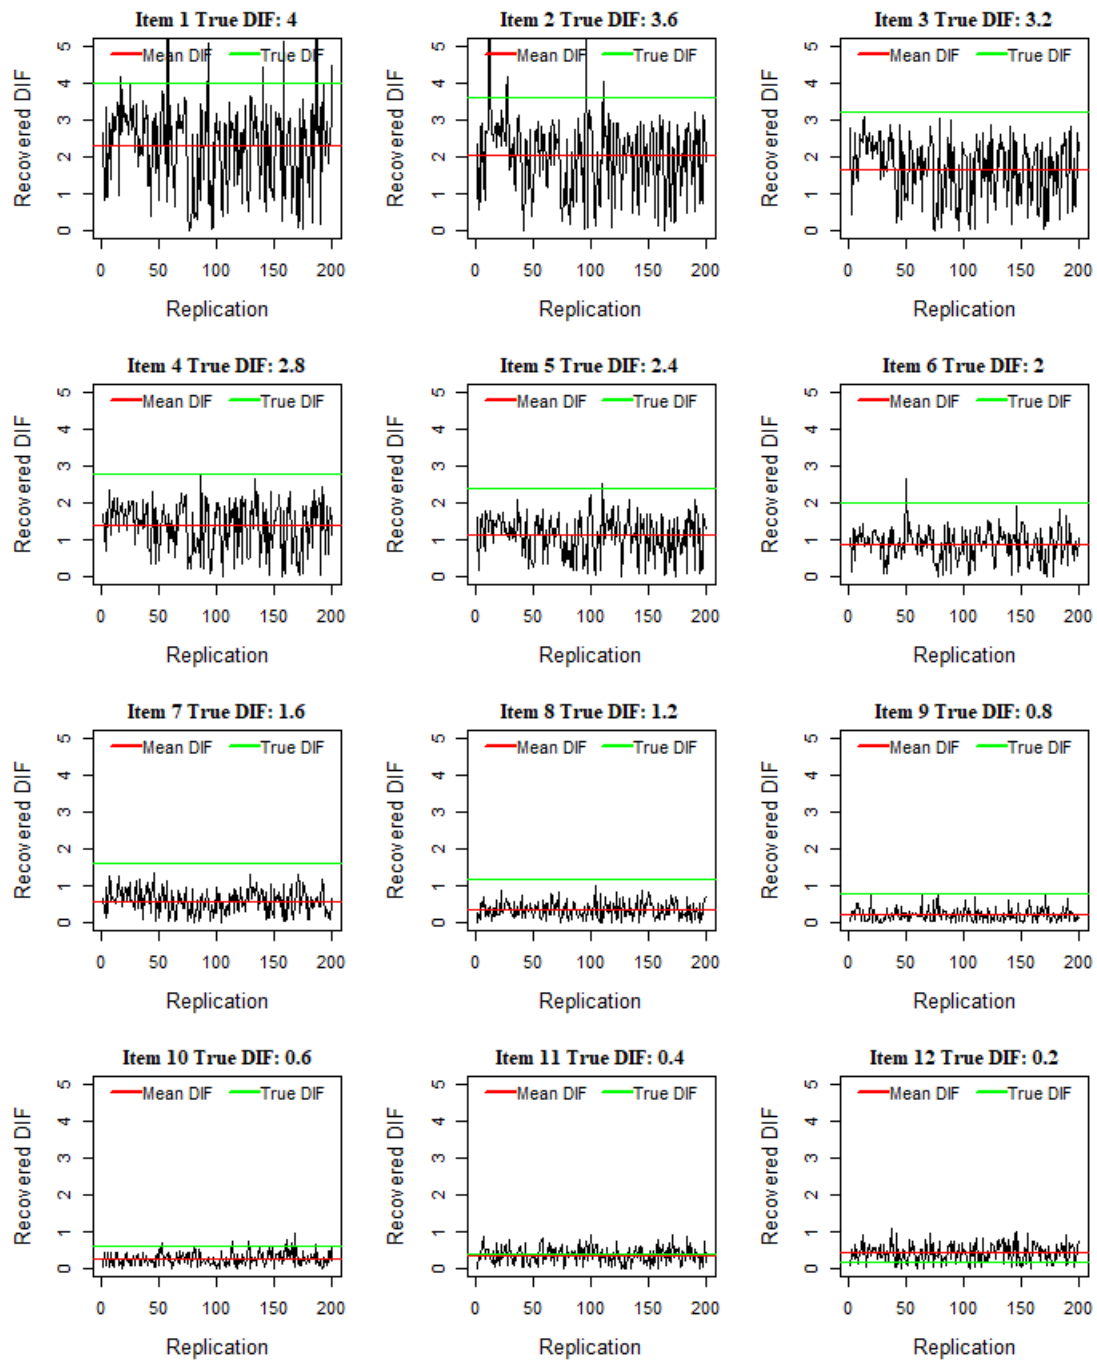 Item 1 True DIF: 4
Item 2 True DIF: 3.6
Item 3 True DIF: 3.2
Recovered DIF
5
4
3
2
1
0
Mean DIF
True DIF
0
50
100
150
200
Replication
Recovered DIF
5
4
3
2
1
0
Mean DIF
True DIF
0
50
100
150
200
Replication
Recovered DIF
5
4
3
2
1
0
Mean DIF
True DIF
0
50
100
150
200
Replication
Item 4 True DIF: 2.8
Item 5 True DIF: 2.4
Item 6 True DIF: 2
Recovered DIF
5
4
3
2
1
0
Mean DIF
True DIF
0
50
100
150
200
Replication
Recovered DIF
5
4
3
2
1
0
Mean DIF
True DIF
0
50
100
150
200
Replication
Recovered DIF
5
4
3
2
1
0
Mean DIF
True DIF
0
50
100
150
200
Replication
Item 7 True DIF: 1.6
Item 8 True DIF: 1.2
Item 9 True DIF: 0.8
Recovered DIF
5
4
3
2
1
0
Mean DIF
True DIF
0
50
100
150
200
Replication
Recovered DIF
5
4
3
2
1
0
Mean DIF
True DIF
0
50
100
150
200
Replication
Recovered DIF
5
4
3
2
1
0
Mean DIF
True DIF
0
50
100
150
200
Replication
Item 10 True DIF: 0.6
Item 11 True DIF: 0.4
Item 12 True DIF: 0.2
Recovered DIF
5
4
3
2
1
0
Mean DIF
True DIF
0
50
100
150
200
Replication
Recovered DIF
5
4
3
2
1
0
Mean DIF
True DIF
0
50
100
150
200
Replication
Recovered DIF
5
4
3
2
1
0
Mean DIF
True DIF
0
50
100
150
200
Replication